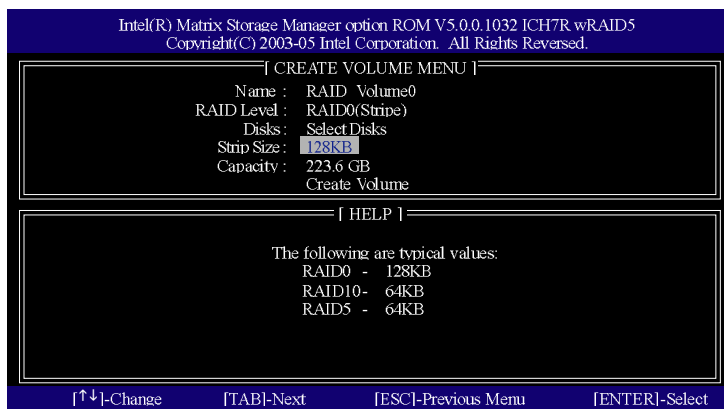 Intel(R) Matrix Storage Manager option ROM V5.0.0.1032 ICH7R wRAID5
Copyright(C) 2003-05 Intel Corporation. All Rights Reversed.
[ CREATE VOLUME MENU ]
Name : RAID_Volume0
RAID Level : RAID0(Stripe)
Disks : Select Disks
Strip Size : 128KB
Capacity : 223.6 GB
Create Volume
[ HELP ]
The following are typical values:
RAID0 - 128KB
RAID10- 64KB
RAID5 - 64KB
[↑↓]-Change [TAB]-Next [ESC]-Previous Menu [ENTER]-Select